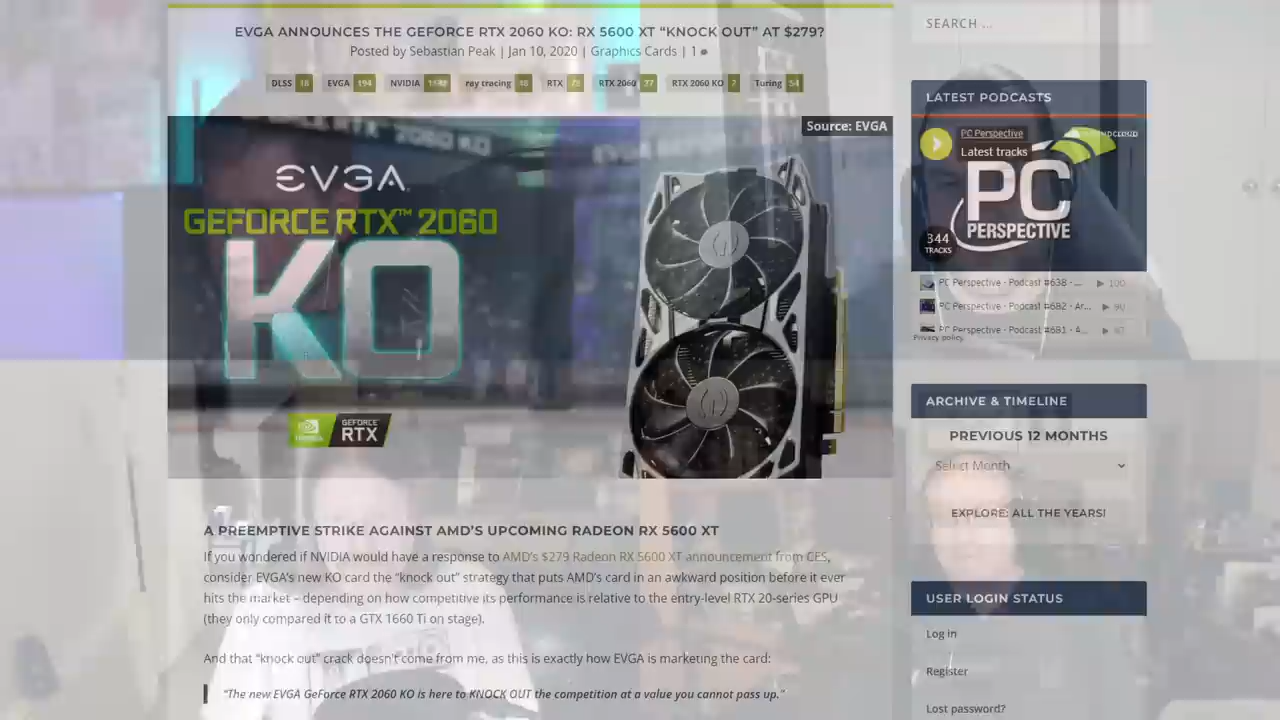 EVGA ANNOUNCES THE GEFORCE RTX 2060 KO: RX 5600 XT “KNOCK OUT” AT $279?
Posted by Sebastian Peak | Jan 10, 2020 | Graphics Cards | 1
DLSS 18 EVGA 194 NVIDIA ray tracing RTX RTX 2060 RTX 2060 KO 7 Turing
Source: EVGA
EVGA
GEFORCE RTX™ 2060
KO
GEFORCE
RTX
A PREEMPTIVE STRIKE AGAINST AMD’S UPCOMING RADEON RX 5600 XT
If you wondered if NVIDIA would have a response to AMD’s $279 Radeon RX 5600 XT announcement from CES,
consider EVGA’s new KO card the “knock out” strategy that puts AMD’s card in an awkward position before it ever
hits the market – depending on how competitive its performance is relative to the entry-level RTX 20-series GPU
(they only compared it to a GTX 1660 Ti on stage).
And that “knock out” crack doesn’t come from me, as this is exactly how EVGA is marketing the card:
“The new EVGA GeForce RTX 2060 KO is here to KNOCK OUT the competition at a value you cannot pass up.”
SEARCH ...
LATEST PODCASTS
PC Perspective
Latest tracks
PC
PERSPECTIVE
344
TRACKS
PC Perspective - Podcast #638 - ... 100
PC Perspective - Podcast #682 - Ar... 90
PC Perspective - Podcast #681 - A... 87
Privacy policy
ARCHIVE & TIMELINE
PREVIOUS 12 MONTHS
Select Month
EXPLORE: ALL THE YEARS!
USER LOGIN STATUS
Log in
Register
Lost password?